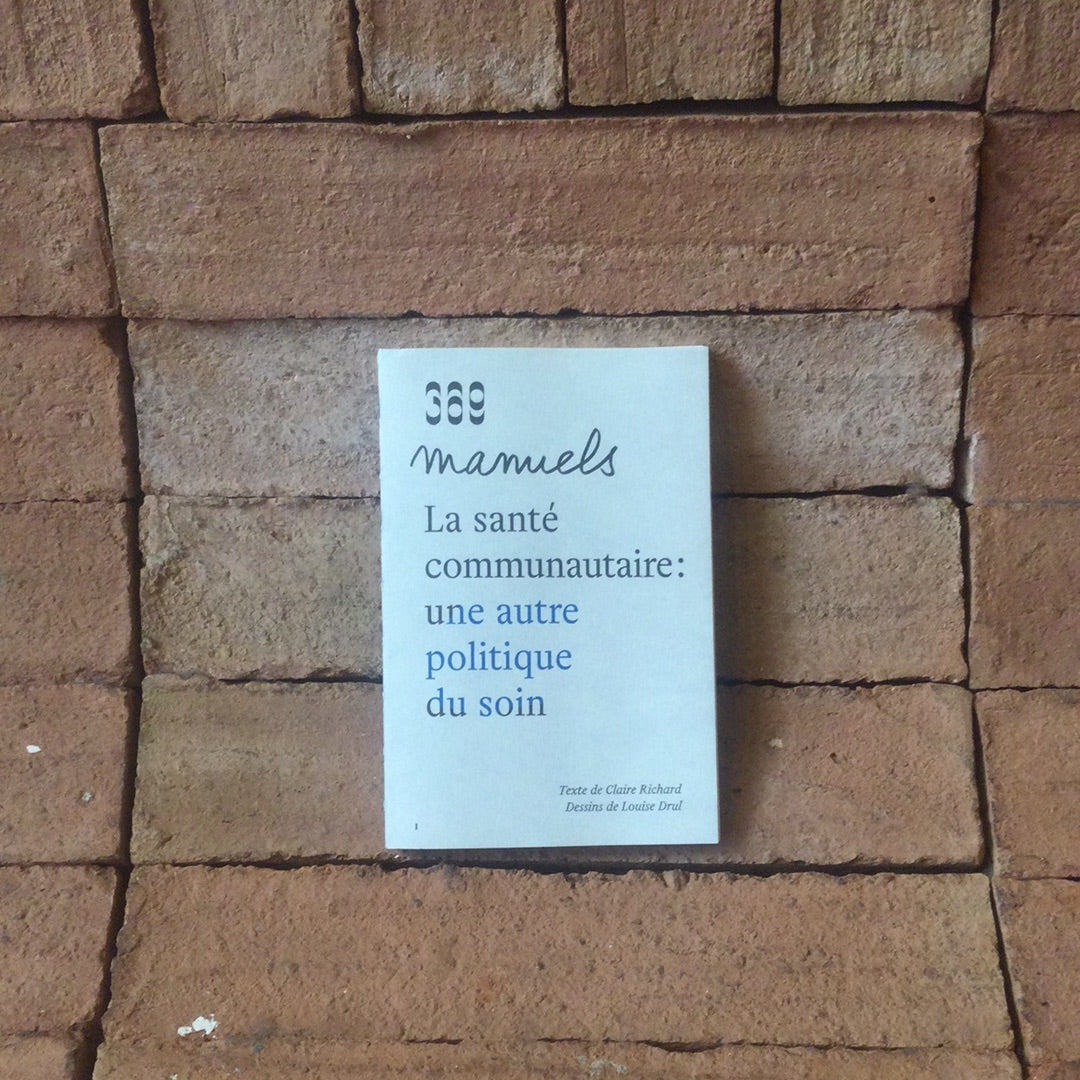 369
manuels
La santé
communautaire :
une autre
politique
du soin
Texte de Claire Richard
Dessins de Louise Drul
1